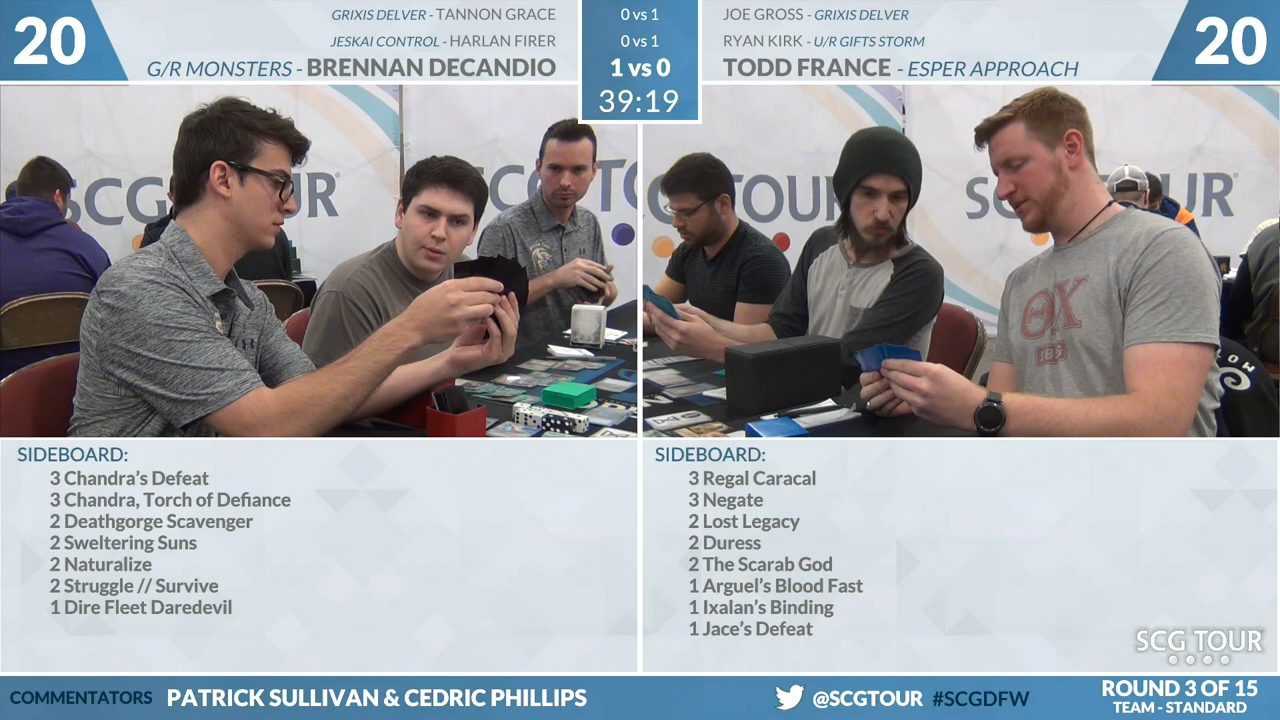 20
GRIXIS DELVER - TANNON GRACE
JESKAI CONTROL - HARLAN FIRER
G/R MONSTERS - BRENNAN DECANDIO
0 vs 1
0 vs 1
1 vs 0
39:19
JOE GROSS - GRIXIS DELVER
RYAN KIRK - U/R GIFTS STORM
TODD FRANCE - ESPER APPROACH
20
SCG TOUR
SCG TO
TOUR
SC UR
ΘX
SIDEBOARD:
3 Chandra's Defeat
3 Chandra, Torch of Defiance
2 Deathgorge Scavenger
2 Sweltering Suns
2 Naturalize
2 Struggle // Survive
1 Dire Fleet Daredevil
SIDEBOARD:
3 Regal Caracal
3 Negate
2 Lost Legacy
2 Duress
2 The Scarab God
1 Arguel's Blood Fast
1 Ixalan's Binding
1 Jace's Defeat
SCG TOUR
COMMENTATORS PATRICK SULLIVAN & CEDRIC PHILLIPS
@SCGTOUR #SCGDFW
ROUND 3 OF 15
TEAM - STANDARD